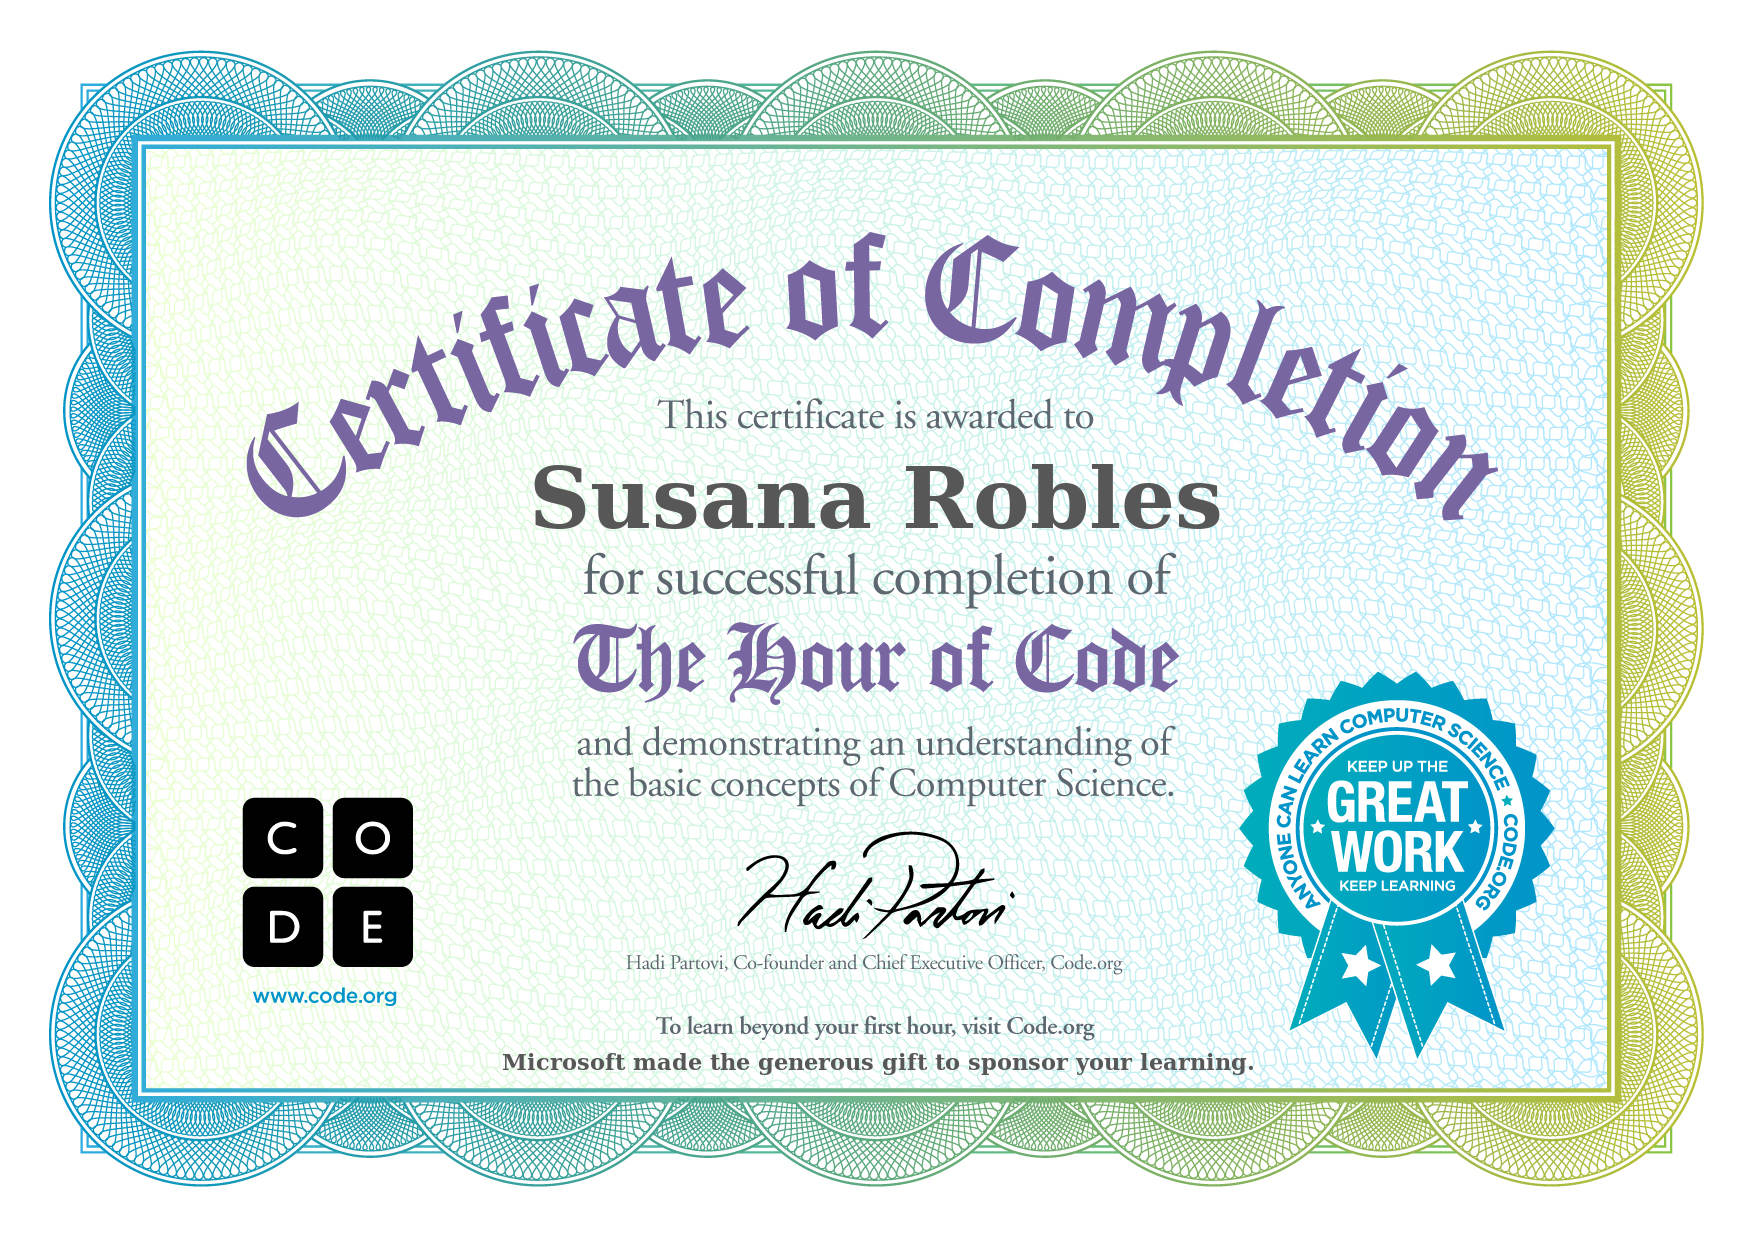 Certificate of Completion
This certificate is awarded to
Susana Robles
for successful completion of
The Hour of Code
and demonstrating an understanding of
the basic concepts of Computer Science.
C O
D E
www.code.org
Hadi Partovi
Hadi Partovi, Co-founder and Chief Executive Officer, Code.org
To learn beyond your first hour, visit Code.org
Microsoft made the generous gift to sponsor your learning.
ANYONE CAN LEARN COMPUTER SCIENCE ★ CODE.ORG
KEEP UP THE
GREAT
WORK
KEEP LEARNING